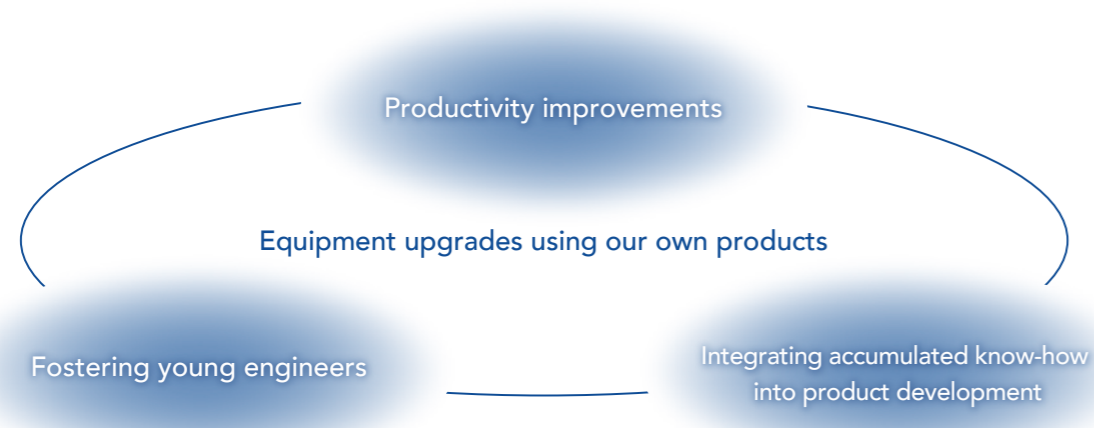 Productivity improvements
Equipment upgrades using our own products
Fostering young engineers
Integrating accumulated know-how
into product development